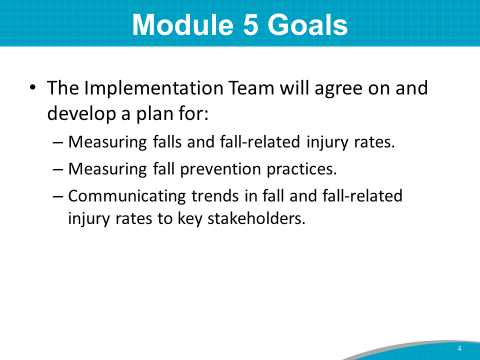 Module 5 Goals
• The Implementation Team will agree on and
develop a plan for:
– Measuring falls and fall-related injury rates.
– Measuring fall prevention practices.
– Communicating trends in fall and fall-related
injury rates to key stakeholders.
4